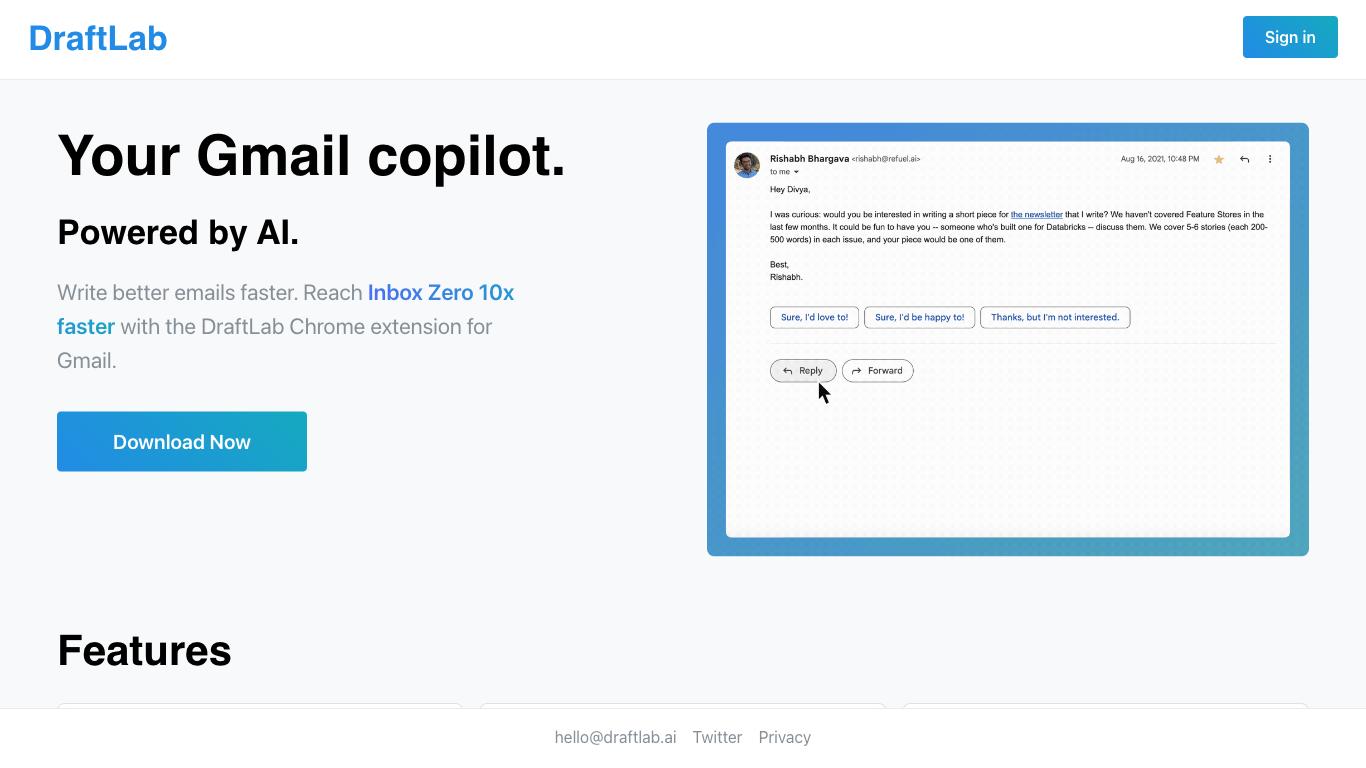 DraftLab
Sign in
Your Gmail copilot.
Powered by AI.
Write better emails faster. Reach Inbox Zero 10x
faster with the DraftLab Chrome extension for
Gmail.
Download Now
Rishabh Bhargava <rishabh@refuel.ai>
Aug 16, 2021, 10:48 PM
to me
Hey Divya,
I was curious: would you be interested in writing a short piece for the newsletter that I write? We haven't covered Feature Stores in the
last few months. It could be fun to have you -- someone who's built one for Databricks -- discuss them. We cover 5-6 stories (each 200-
500 words) in each issue, and your piece would be one of them.
Best,
Rishabh.
Sure, I'd love to!
Sure, I'd be happy to!
Thanks, but I'm not interested.
Reply
Forward
Features
hello@draftlab.ai
Twitter
Privacy